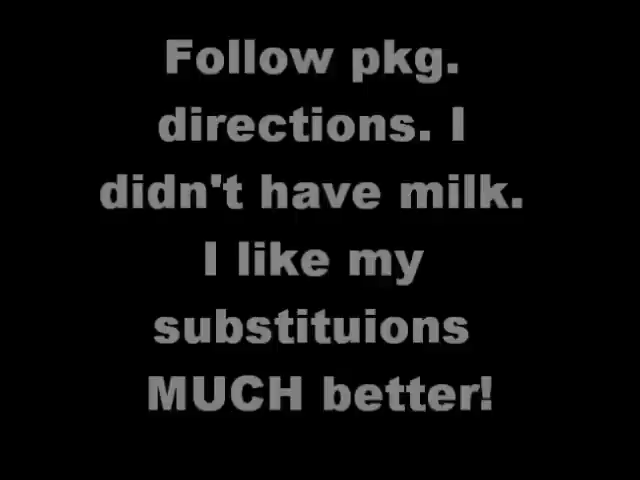 Follow pkg.
directions. I
didn't have milk.
I like my
substituions
MUCH better!